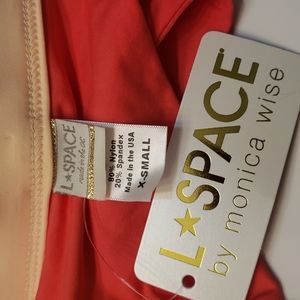 L★SPACE
80% Nylon
20% Spandex
Made in the USA
X-SMALL
L★SPACE®
by monica wise